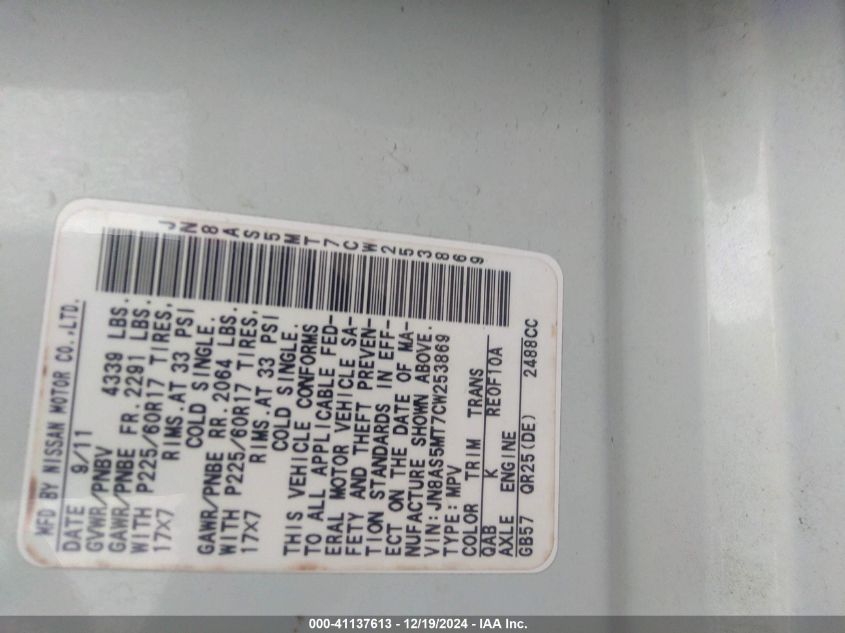 JN8AS5MT7CW253869
MFD BY NISSAN MOTOR CO.,LTD.
DATE 9/11
GVWR/PNBV 4339 LBS.
GAWR/PNBE FR.2291 LBS.
WITH P225/60R17 TIRES,
17X7 RIMS.AT 33 PSI
COLD SINGLE.
GAWR/PNBE RR.2064 LBS.
WITH P225/60R17 TIRES,
17X7 RIMS.AT 33 PSI
COLD SINGLE.
THIS VEHICLE CONFORMS
TO ALL APPLICABLE FED-
ERAL MOTOR VEHICLE SA-
FETY AND THEFT PREVEN-
TION STANDARDS IN EFF-
ECT ON THE DATE OF MA-
NUFACTURE SHOWN ABOVE.
VIN:JN8AS5MT7CW253869
TYPE:MPV
COLOR TRIM TRANS
QAB K RE0F10A
AXLE ENGINE
GB57 QR25(DE) 2488CC
000-41137613 - 12/19/2024 - IAA Inc.